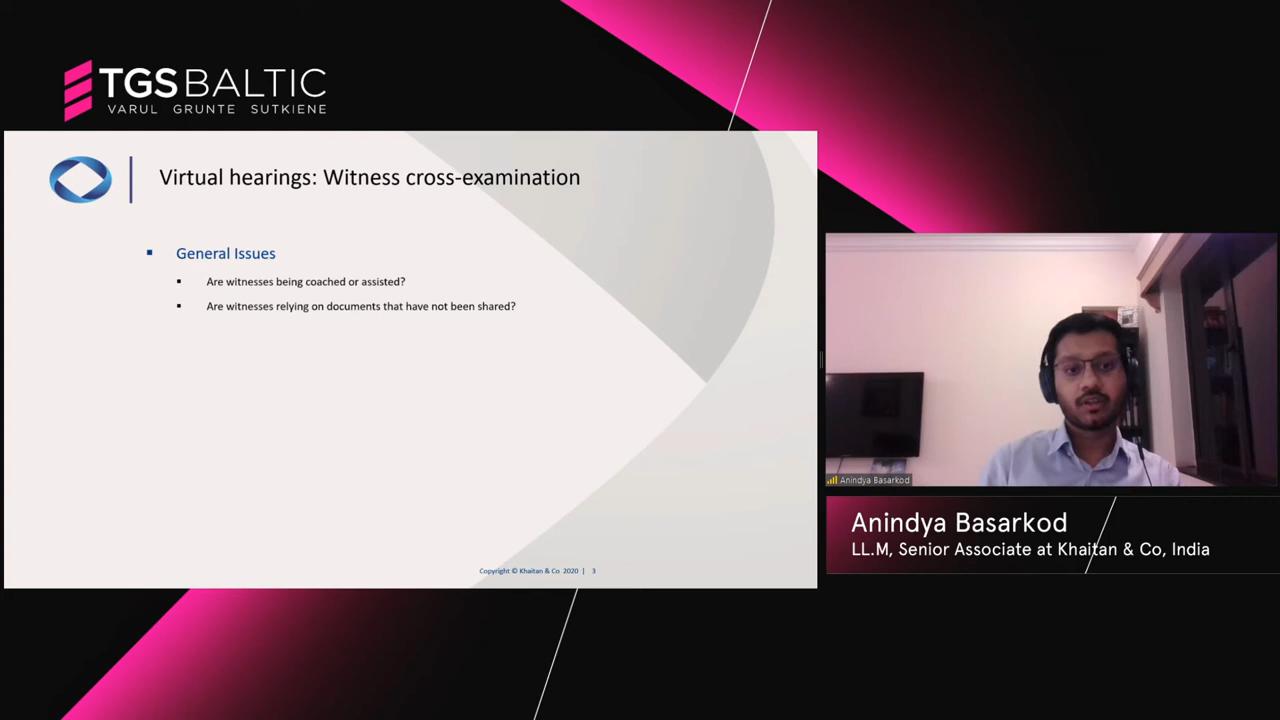 TGS BALTIC
VARUL GRUNTE SUTKIENE
Virtual hearings: Witness cross-examination
General Issues
Are witnesses being coached or assisted?
Are witnesses relying on documents that have not been shared?
Copyright © Khaitan & Co 2020 | 3
Anindya Basarkod
Anindya Basarkod
LL.M, Senior Associate at Khaitan & Co, India